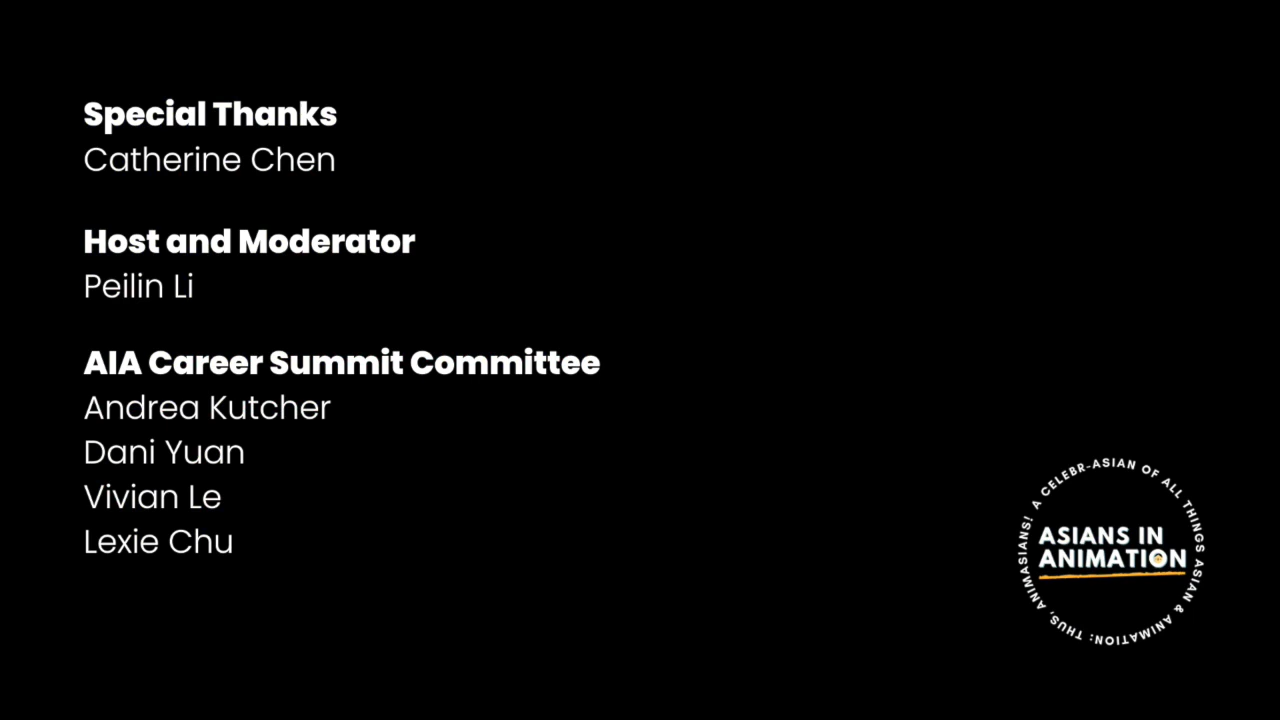 Special Thanks
Catherine Chen
Host and Moderator
Peilin Li
AIA Career Summit Committee
Andrea Kutcher
Dani Yuan
Vivian Le
Lexie Chu
A CELEBR-ASIAN OF ALL THINGS ASIAN & ANIMATION: THUS, ANIMASIANS!
ASIANS IN
ANIMATION